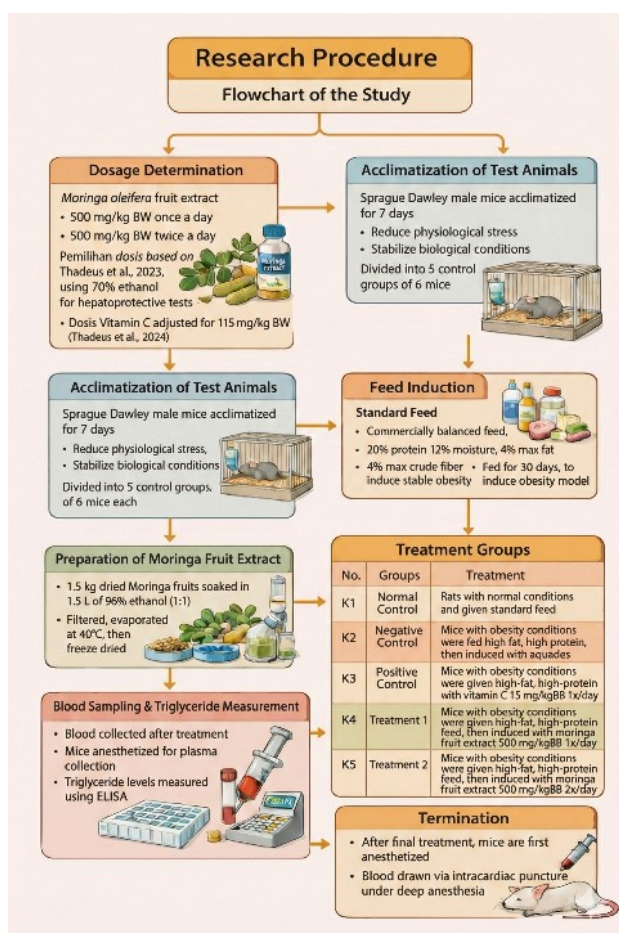 Research Procedure
Flowchart of the Study
Dosage Determination
Moringa oleifera fruit extract
• 500 mg/kg BW once a day
• 500 mg/kg BW twice a day
Pemilihan dosis based on
Thadeus et al., 2023,
using 70% ethanol
for hepatoprotective tests
• Dosis Vitamin C adjusted for 115 mg/kg BW
(Thadeus et al., 2024)
Moringa
extract
Acclimatization of Test Animals
Sprague Dawley male mice acclimatized
for 7 days
• Reduce physiological stress
• Stabilize biological conditions
Divided into 5 control
groups of 6 mice
Acclimatization of Test Animals
Sprague Dawley male mice acclimatized
for 7 days
• Reduce physiological stress,
• Stabilize biological conditions
Divided into 5 control groups,
of 6 mice each
Feed Induction
Standard Feed
• Commercially balanced feed,
• 20% protein 12% moisture, 4% max fat
• 4% max crude fiber • Fed for 30 days, to
induce stable obesity induce obesity model
Preparation of Moringa Fruit Extract
• 1.5 kg dried Moringa fruits soaked in
1.5 L of 96% ethanol (1:1)
• Filtered, evaporated
at 40°C, then
freeze dried
Treatment Groups
No. Groups Treatment
K1 Normal Control Rats with normal conditions
and given standard feed
K2 Negative Control Mice with obesity conditions
were fed high fat, high protein,
then induced with aquades
K3 Positive Control Mice with obesity conditions
were given high-fat, high-protein
with vitamin C 15 mg/kgBB 1x/day
K4 Treatment 1 Mice with obesity conditions
were given high-fat, high-protein
feed, then induced with moringa
fruit extract 500 mg/kgBB 1x/day
K5 Treatment 2 Mice with obesity conditions
were given high-fat, high-protein
feed, then induced with moringa
fruit extract 500 mg/kgBB 2x/day
Blood Sampling & Triglyceride Measurement
• Blood collected after treatment
• Mice anesthetized for plasma
collection
• Triglyceride levels measured
using ELISA
Termination
• After final treatment, mice are first
anesthetized
• Blood drawn via intracardiac puncture
under deep anesthesia